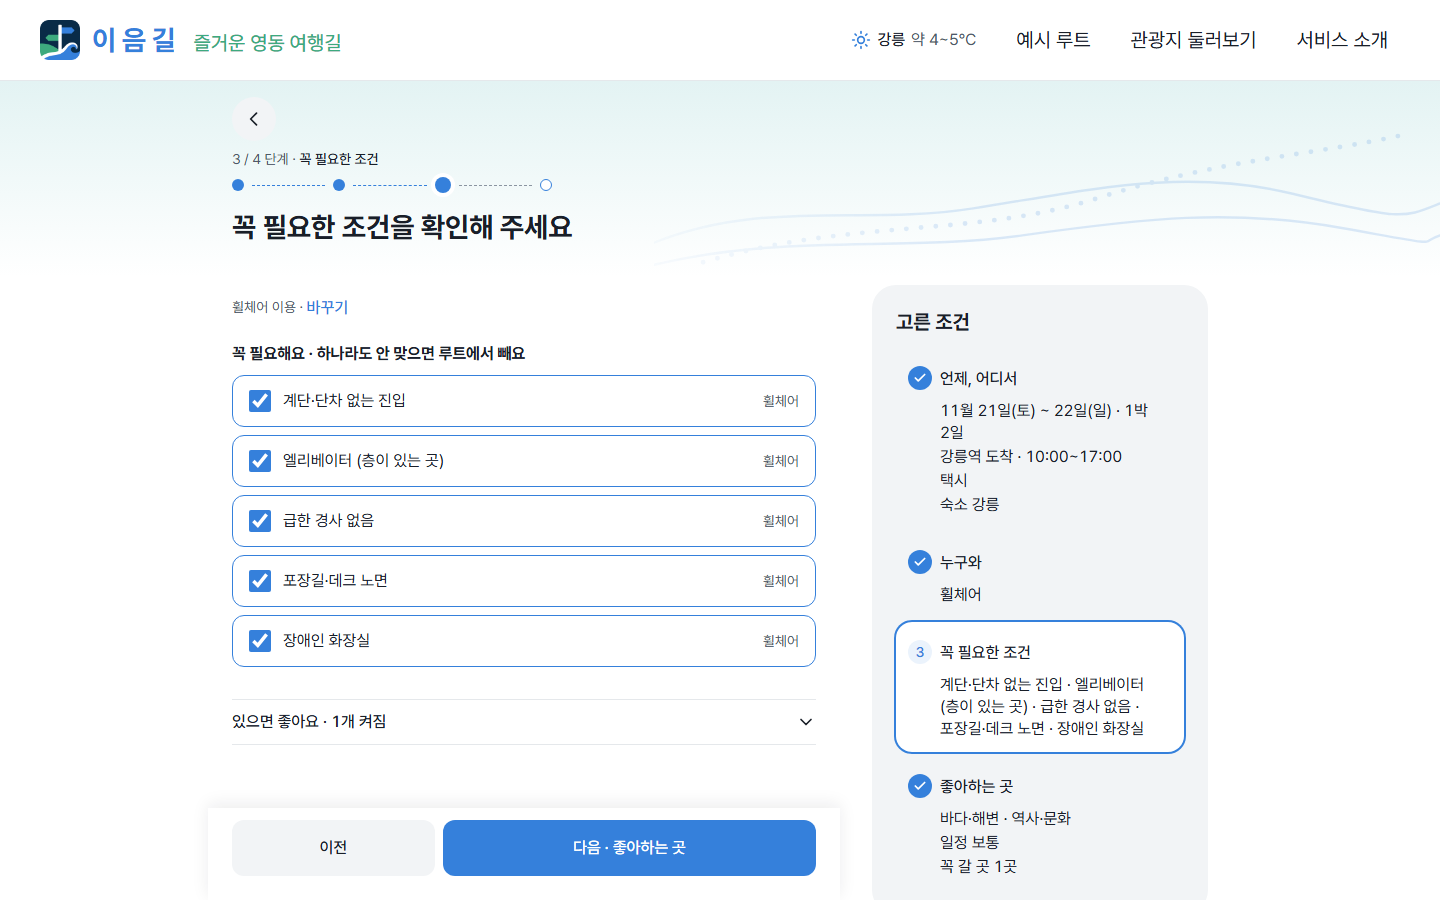 이음길 즐거운 영동 여행길
강릉 약 4~5°C 예시 루트 관광지 둘러보기 서비스 소개
3 / 4 단계 · 꼭 필요한 조건
꼭 필요한 조건을 확인해 주세요
휠체어 이용 · 바꾸기
꼭 필요해요 · 하나라도 안 맞으면 루트에서 빼요
계단·단차 없는 진입 휠체어
엘리베이터 (층이 있는 곳) 휠체어
급한 경사 없음 휠체어
포장길·데크 노면 휠체어
장애인 화장실 휠체어
있으면 좋아요 · 1개 켜짐
이전
다음 · 좋아하는 곳
고른 조건
언제, 어디서
11월 21일(토) ~ 22일(일) · 1박
2일
강릉역 도착 · 10:00~17:00
택시
숙소 강릉
누구와
휠체어
3 꼭 필요한 조건
계단·단차 없는 진입 · 엘리베이터
(층이 있는 곳) · 급한 경사 없음 ·
포장길·데크 노면 · 장애인 화장실
좋아하는 곳
바다·해변 · 역사·문화
일정 보통
꼭 갈 곳 1곳